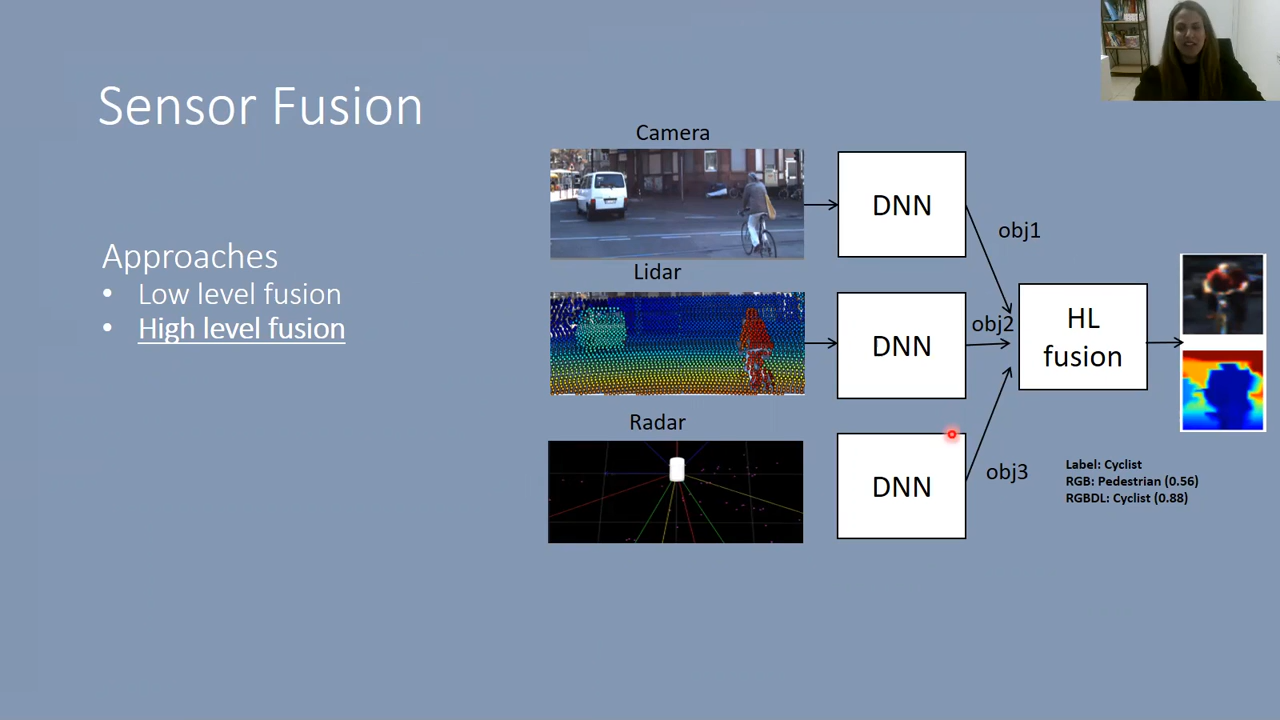 Sensor Fusion
Approaches
• Low level fusion
• High level fusion
Camera
DNN
obj1
Lidar
DNN
obj2
HL
fusion
Radar
DNN
obj3
Label: Cyclist
RGB: Pedestrian (0.56)
RGBDL: Cyclist (0.88)